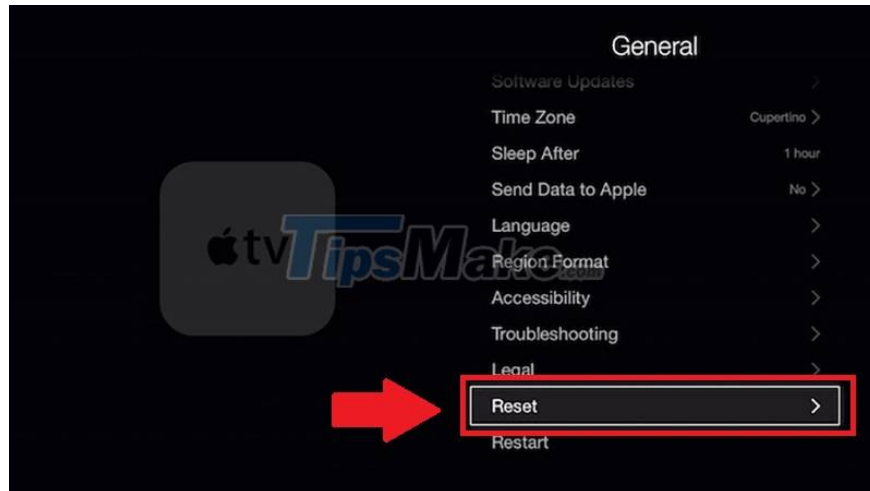 General
Software Updates
Time Zone Cupertino
Sleep After 1 hour
Send Data to Apple No
Language
tv
TipsMake.com
Region Format
Accessibility
Troubleshooting
Legal
Reset
Restart